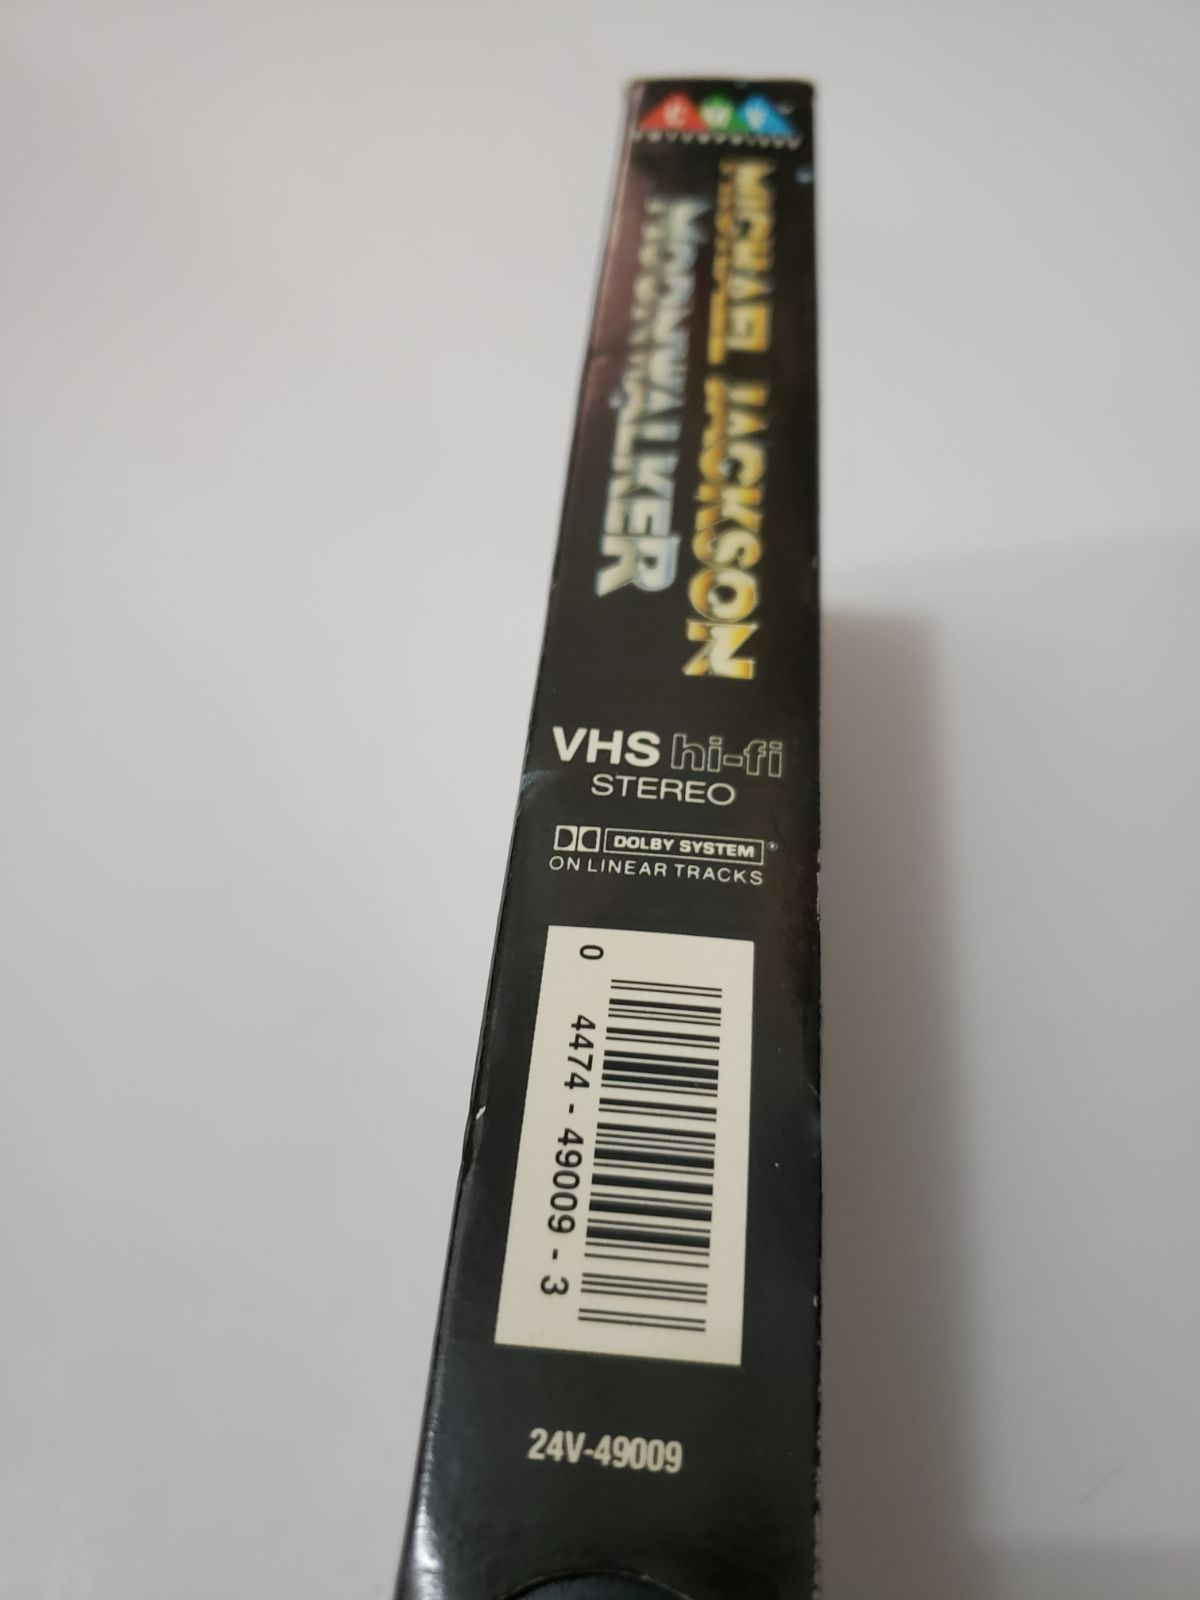 MICHAEL JACKSON
MOONWALKER
VHS hi-fi
STEREO
DOLBY SYSTEM®
ON LINEAR TRACKS
0 4474-49009-3
24V-49009